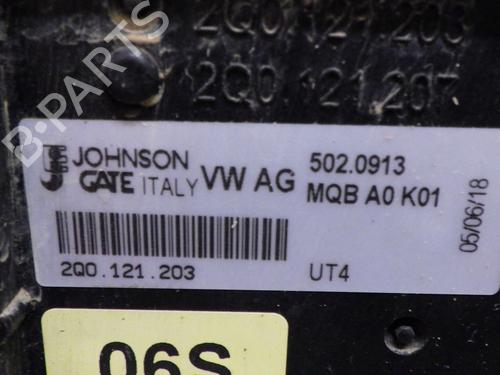 2Q0.121.203
2Q0.121.207
B-PARTS
JOHNSON
GATE ITALY
VW AG
502.0913
MQB A0 K01
05/06/18
2Q0.121.203
UT4
06S